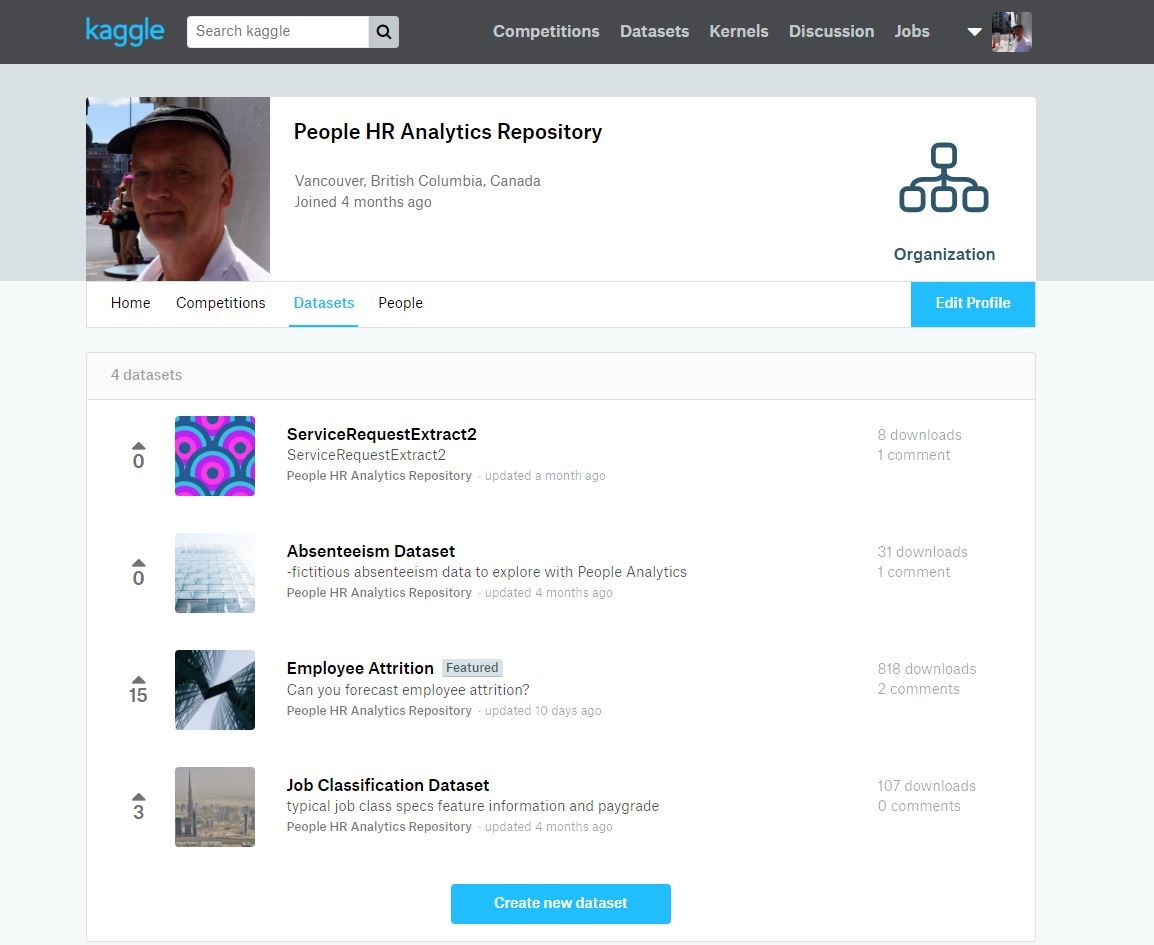 kaggle
Search kaggle
Competitions Datasets Kernels Discussion Jobs
People HR Analytics Repository
Vancouver, British Columbia, Canada
Joined 4 months ago
Organization
Home Competitions Datasets People
Edit Profile
4 datasets
0
ServiceRequestExtract2
ServiceRequestExtract2
People HR Analytics Repository · updated a month ago
8 downloads
1 comment
0
Absenteeism Dataset
-fictitious absenteeism data to explore with People Analytics
People HR Analytics Repository · updated 4 months ago
31 downloads
1 comment
15
Employee Attrition Featured
Can you forecast employee attrition?
People HR Analytics Repository · updated 10 days ago
818 downloads
2 comments
3
Job Classification Dataset
typical job class specs feature information and paygrade
People HR Analytics Repository · updated 4 months ago
107 downloads
0 comments
Create new dataset